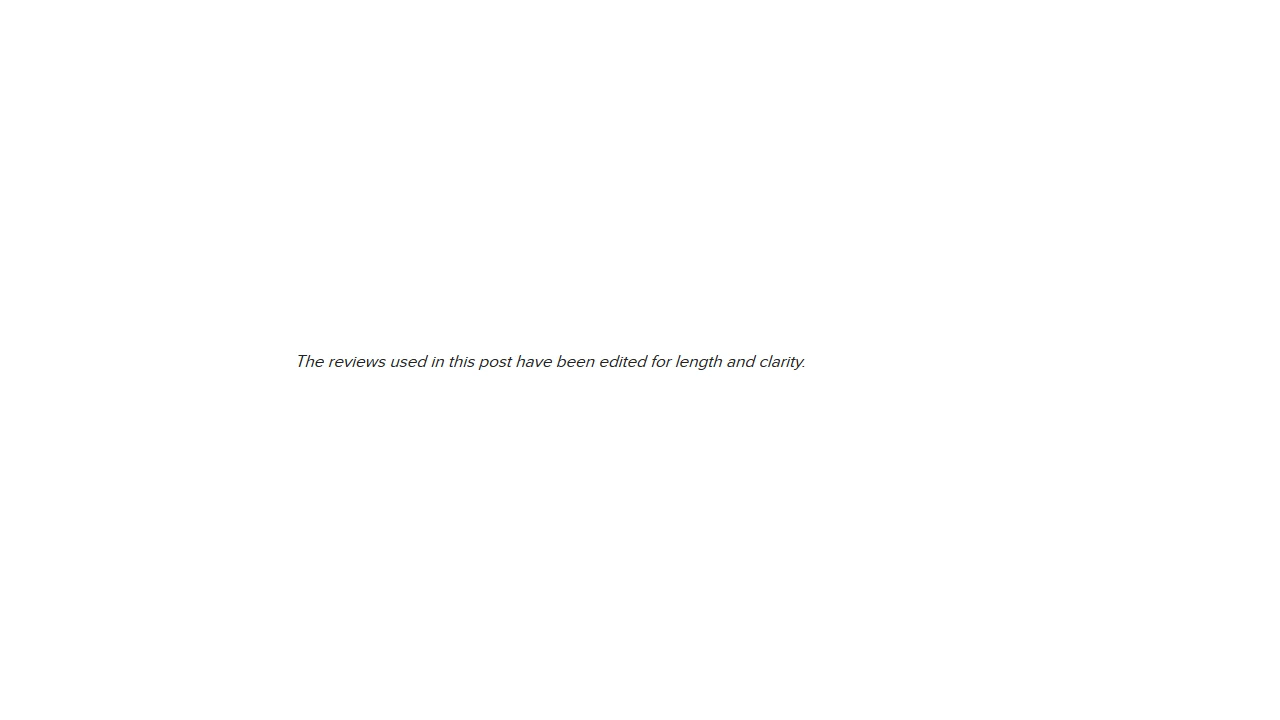 The reviews used in this post have been edited for length and clarity.